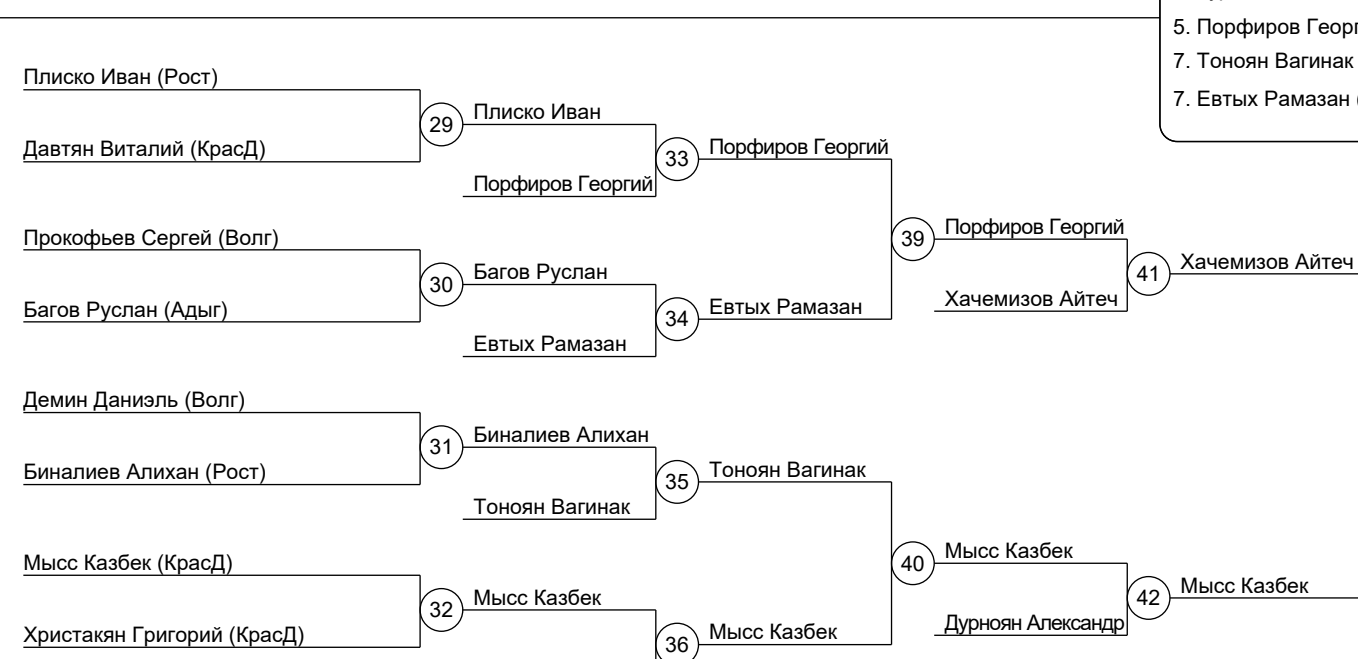 5. Порфиров Георг
7. Тоноян Вагинак
7. Евтых Рамазан
Плиско Иван (Рост)
29
Плиско Иван
Давтян Виталий (КрасД)
33
Порфиров Георгий
Порфиров Георгий
Прокофьев Сергей (Волг)
39
Порфиров Георгий
30
Багов Руслан
41
Хачемизов Айтеч
Багов Руслан (Адыг)
34
Евтых Рамазан
Хачемизов Айтеч
Евтых Рамазан
Демин Даниэль (Волг)
31
Биналиев Алихан
Биналиев Алихан (Рост)
35
Тоноян Вагинак
Тоноян Вагинак
Мысс Казбек (КрасД)
40
Мысс Казбек
32
Мысс Казбек
42
Мысс Казбек
Христакян Григорий (КрасД)
36
Мысс Казбек
Дурноян Александр